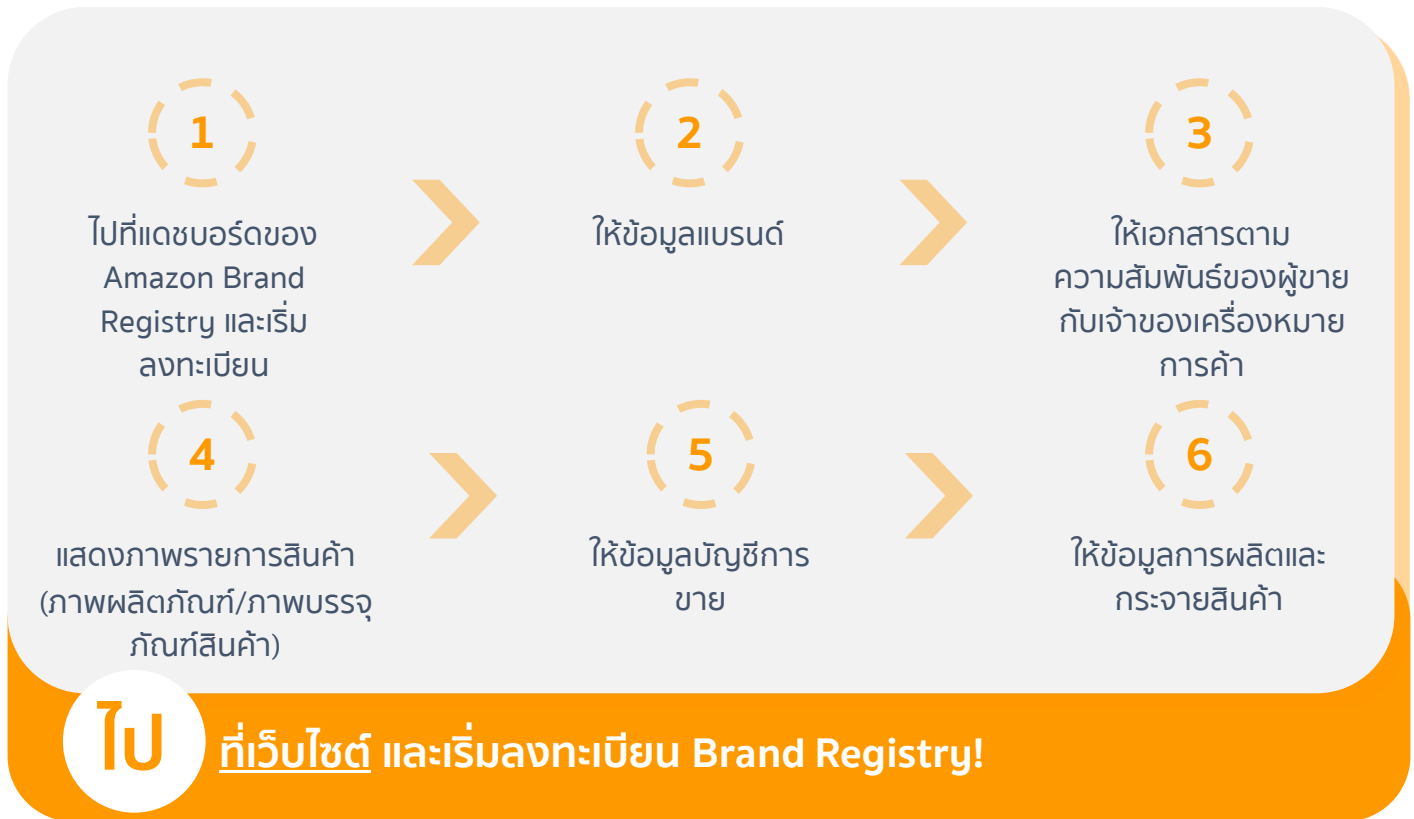 1
ไปที่แดชบอร์ดของ
Amazon Brand
Registry และเริ่ม
ลงทะเบียน
2
ให้ข้อมูลแบรนด์
3
ให้เอกสารตาม
ความสัมพันธ์ของผู้ขาย
กับเจ้าของเครื่องหมาย
การค้า
4
แสดงภาพรายการสินค้า
(ภาพผลิตภัณฑ์/ภาพบรรจุ
ภัณฑ์สินค้า)
5
ให้ข้อมูลบัญชีการ
ขาย
6
ให้ข้อมูลการผลิตและ
กระจายสินค้า
ไป ที่เว็บไซต์ และเริ่มลงทะเบียน Brand Registry!